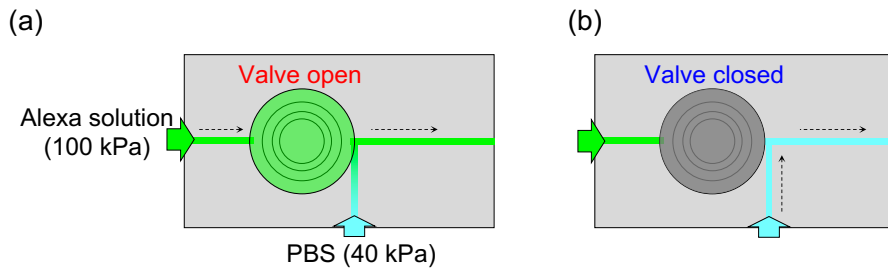 (a)
Valve open
Alexa solution
(100 kPa)
PBS (40 kPa)
(b)
Valve closed